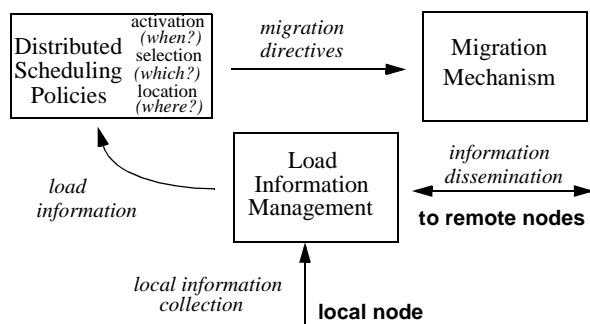 Distributed
Scheduling
Policies
activation
(when?)
selection
(which?)
location
(where?)
migration
directives
Migration
Mechanism
load
information
Load
Information
Management
information
dissemination
to remote nodes
local information
collection
local node